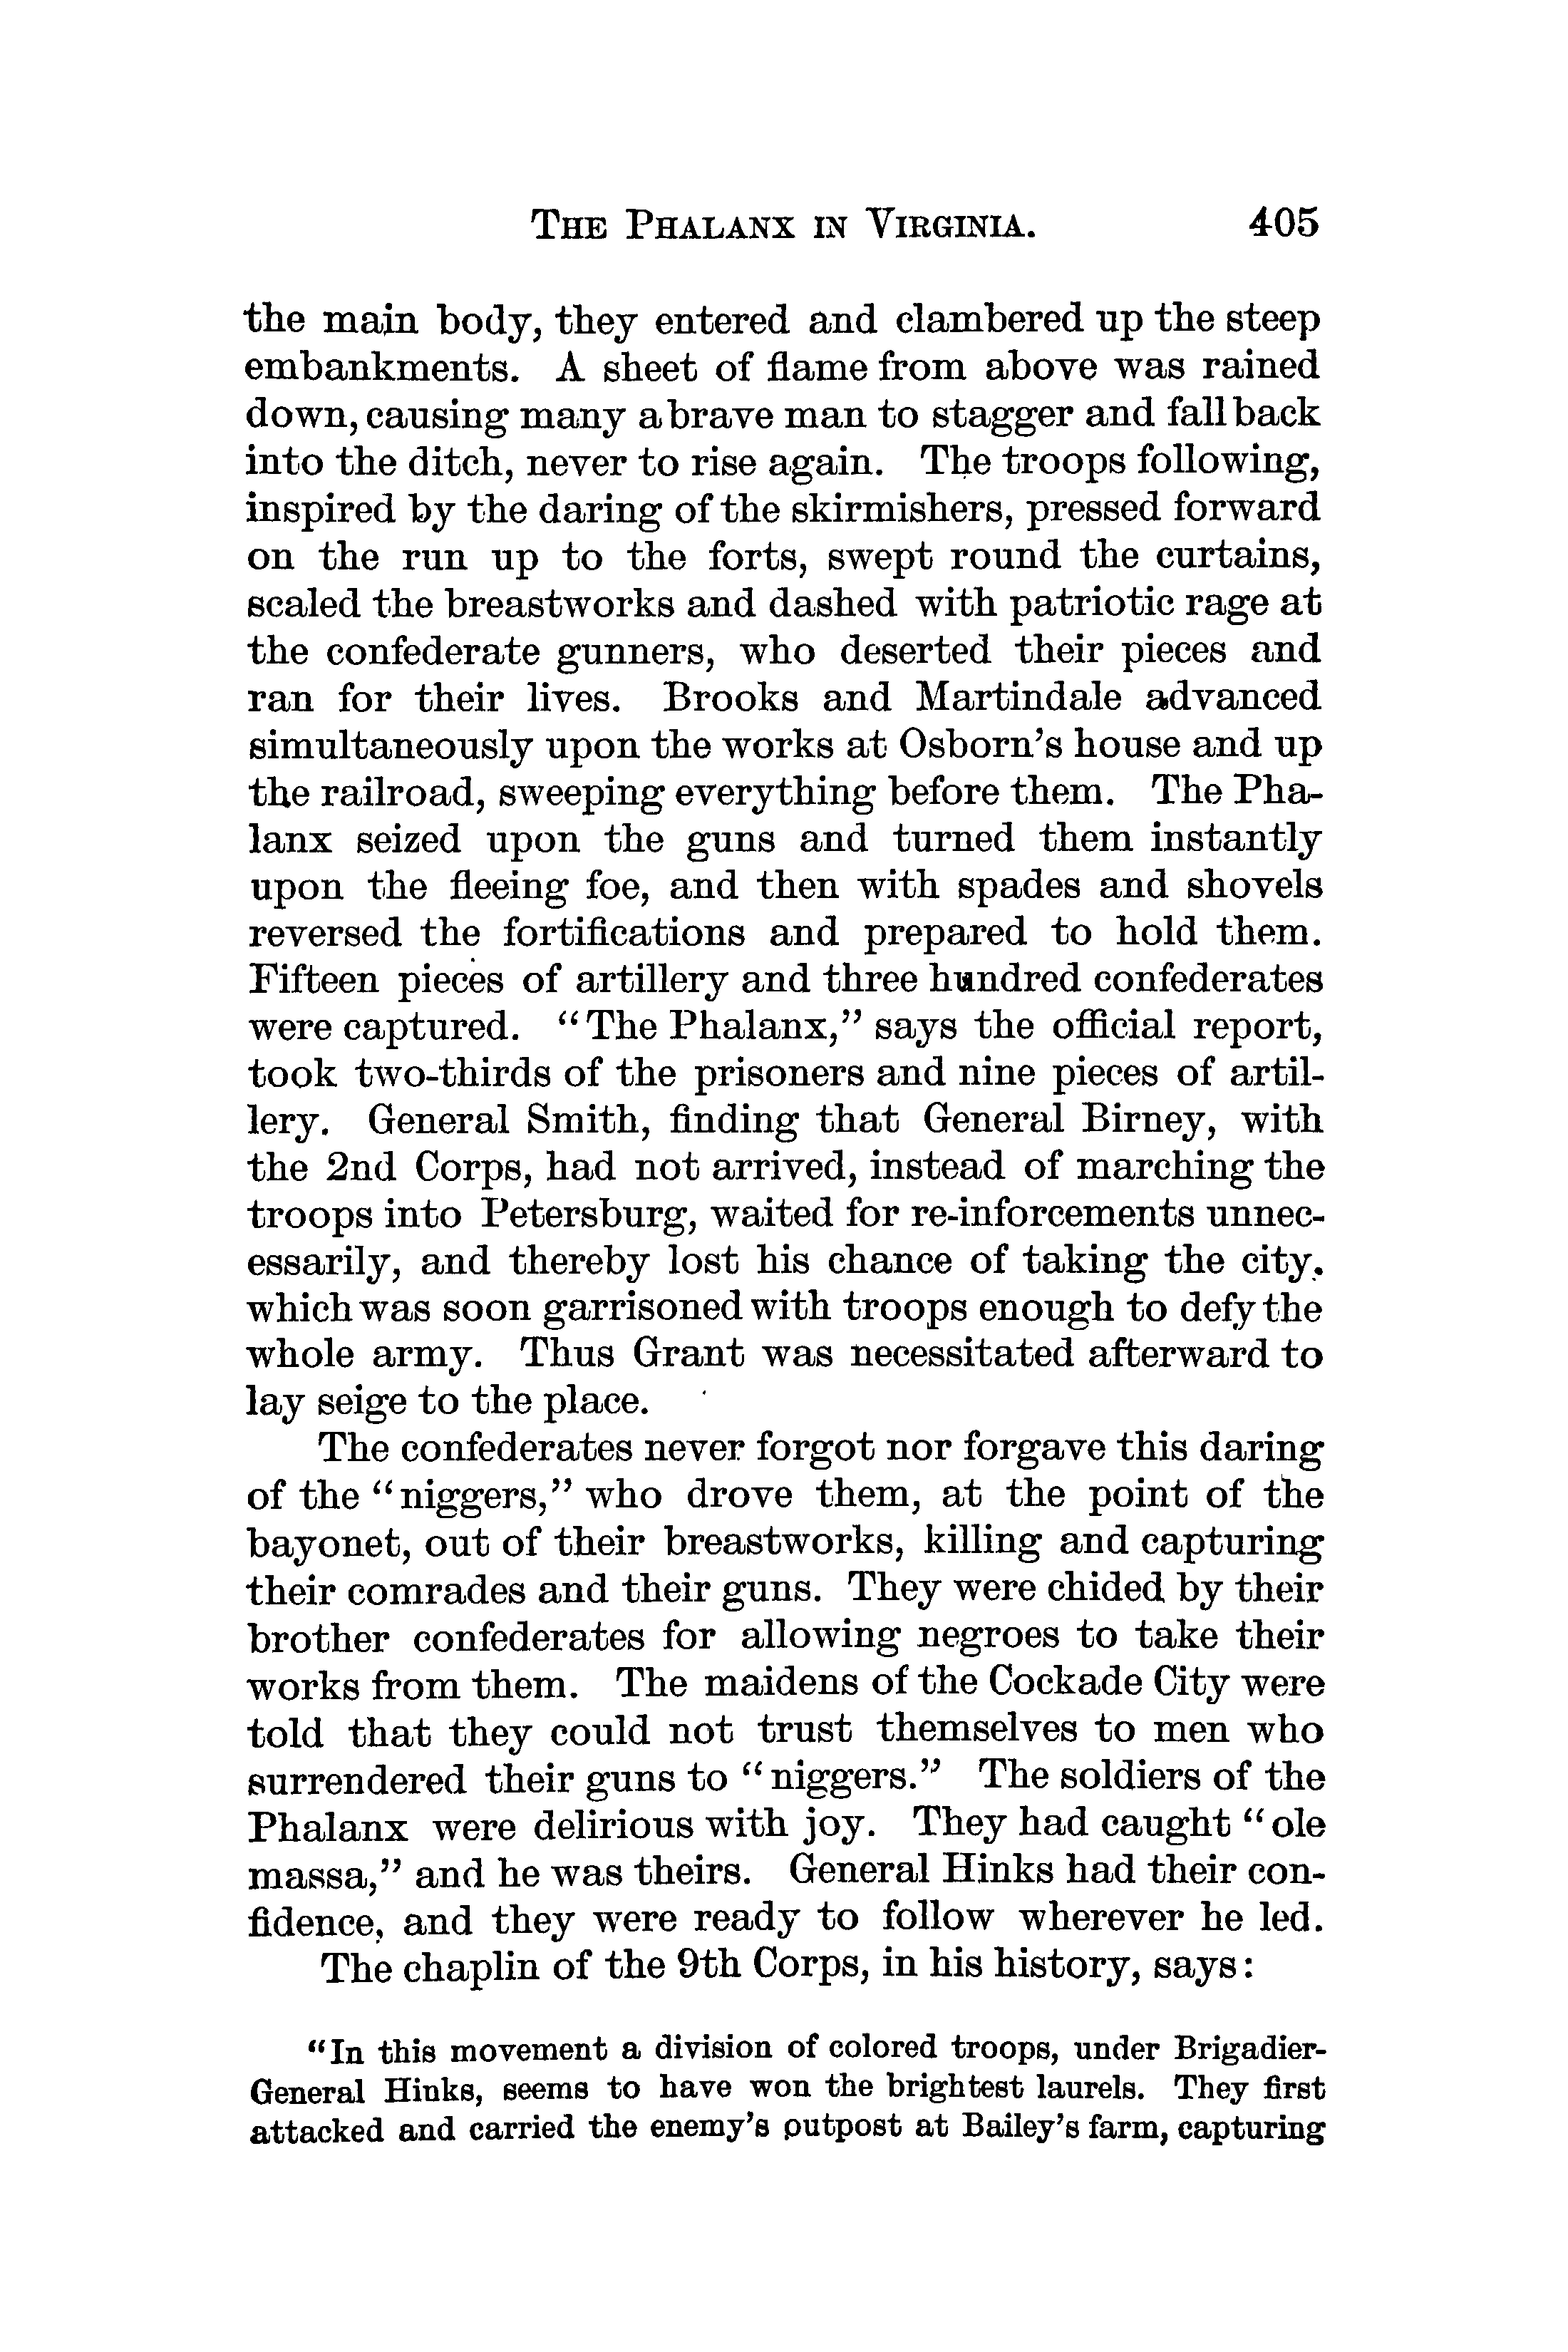 THE PHALANX IN VIRGINIA. 405
the main body, they entered and clambered up the steep
embankments. A sheet of flame from above was rained
down, causing many a brave man to stagger and fall back
into the ditch, never to rise again. The troops following,
inspired by the daring of the skirmishers, pressed forward
on the run up to the forts, swept round the curtains,
scaled the breastworks and dashed with patriotic rage at
the confederate gunners, who deserted their pieces and
ran for their lives. Brooks and Martindale advanced
simultaneously upon the works at Osborn's house and up
the railroad, sweeping everything before them. The Pha-
lanx seized upon the guns and turned them instantly
upon the fleeing foe, and then with spades and shovels
reversed the fortifications and prepared to hold them.
Fifteen pieces of artillery and three hundred confederates
were captured. "The Phalanx," says the official report,
took two-thirds of the prisoners and nine pieces of artil-
lery. General Smith, finding that General Birney, with
the 2nd Corps, had not arrived, instead of marching the
troops into Petersburg, waited for re-inforcements unnec-
essarily, and thereby lost his chance of taking the city,
which was soon garrisoned with troops enough to defy the
whole army. Thus Grant was necessitated afterward to
lay seige to the place.
The confederates never forgot nor forgave this daring
of the "niggers," who drove them, at the point of the
bayonet, out of their breastworks, killing and capturing
their comrades and their guns. They were chided by their
brother confederates for allowing negroes to take their
works from them. The maidens of the Cockade City were
told that they could not trust themselves to men who
surrendered their guns to "niggers." The soldiers of the
Phalanx were delirious with joy. They had caught "ole
massa," and he was theirs. General Hinks had their con-
fidence, and they were ready to follow wherever he led.
The chaplin of the 9th Corps, in his history, says:
"In this movement a division of colored troops, under Brigadier-
General Hinks, seems to have won the brightest laurels. They first
attacked and carried the enemy's outpost at Bailey's farm, capturing